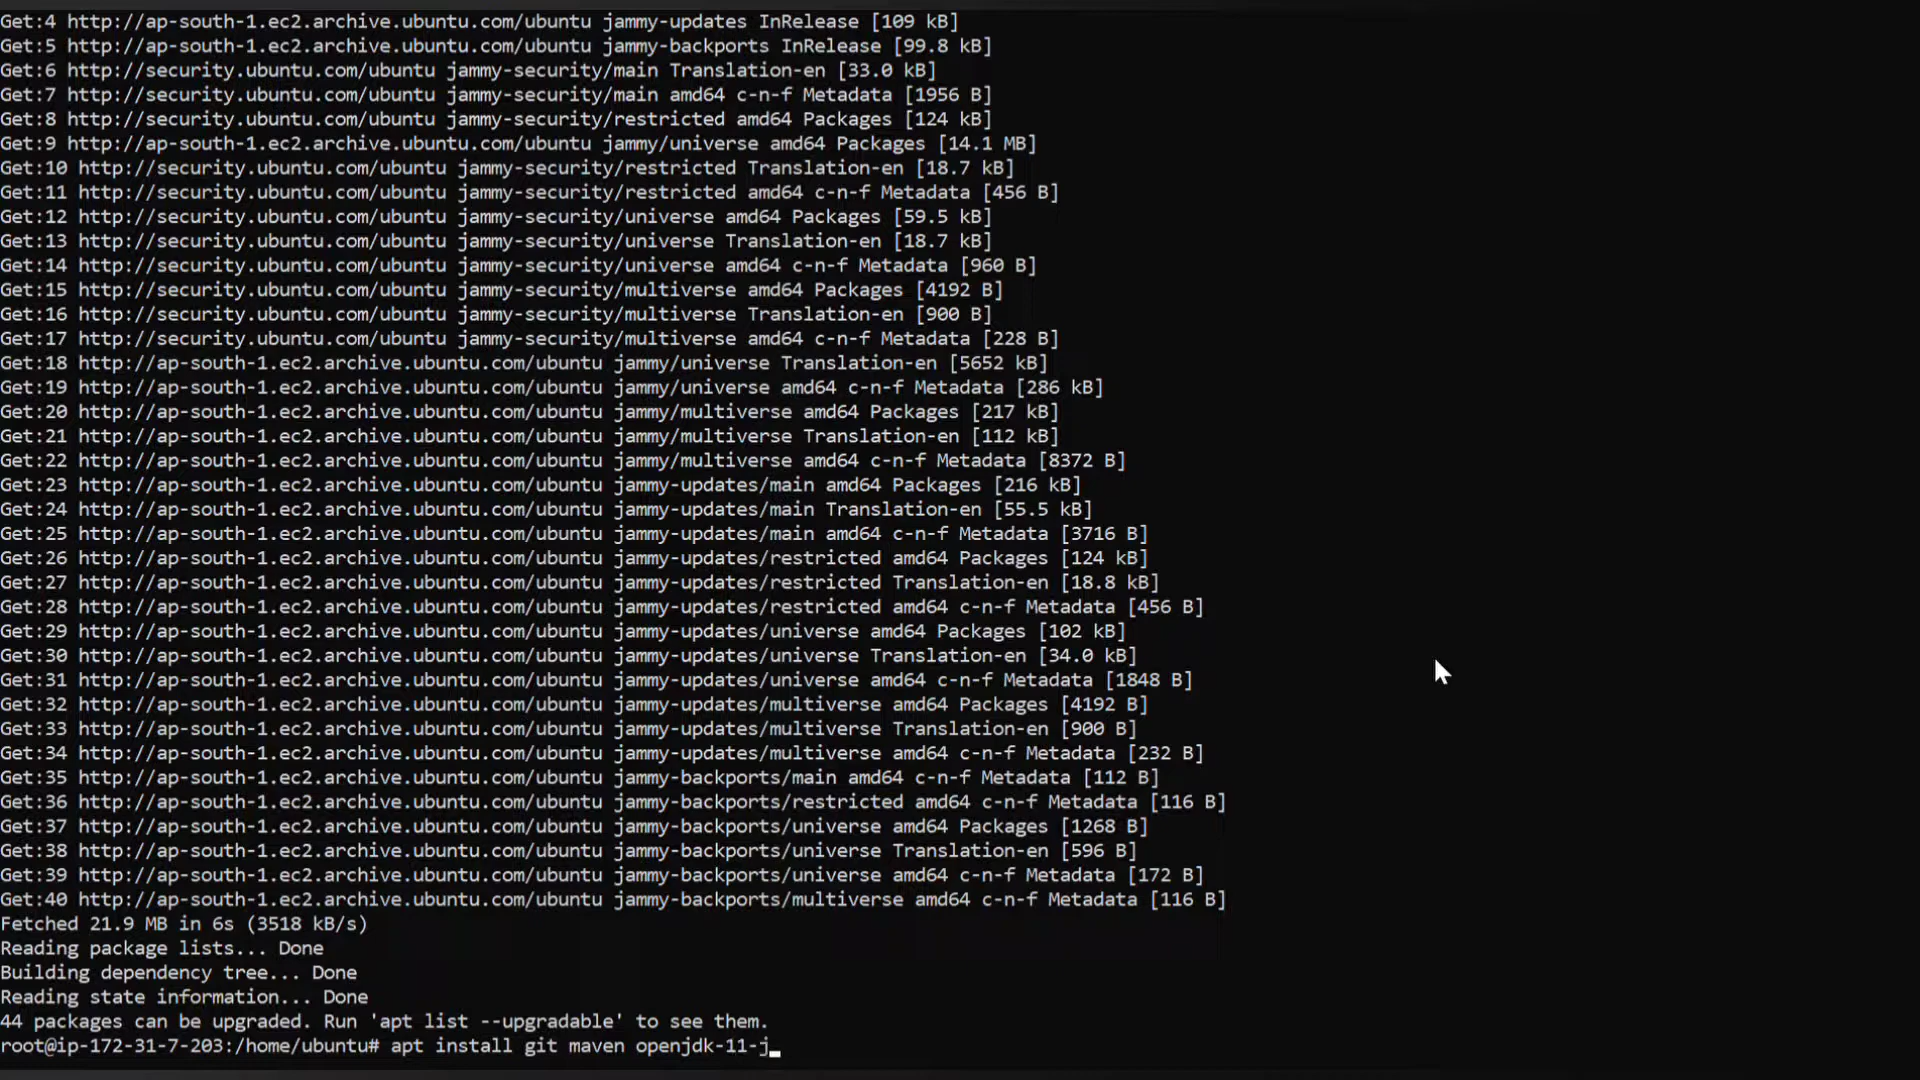 Get:4 http://ap-south-1.ec2.archive.ubuntu.com/ubuntu jammy-updates InRelease [109 kB]
Get:5 http://ap-south-1.ec2.archive.ubuntu.com/ubuntu jammy-backports InRelease [99.8 kB]
Get:6 http://security.ubuntu.com/ubuntu jammy-security/main Translation-en [33.0 kB]
Get:7 http://security.ubuntu.com/ubuntu jammy-security/main amd64 c-n-f Metadata [1956 B]
Get:8 http://security.ubuntu.com/ubuntu jammy-security/restricted amd64 Packages [124 kB]
Get:9 http://ap-south-1.ec2.archive.ubuntu.com/ubuntu jammy/universe amd64 Packages [14.1 MB]
Get:10 http://security.ubuntu.com/ubuntu jammy-security/restricted Translation-en [18.7 kB]
Get:11 http://security.ubuntu.com/ubuntu jammy-security/restricted amd64 c-n-f Metadata [456 B]
Get:12 http://security.ubuntu.com/ubuntu jammy-security/universe amd64 Packages [59.5 kB]
Get:13 http://security.ubuntu.com/ubuntu jammy-security/universe Translation-en [18.7 kB]
Get:14 http://security.ubuntu.com/ubuntu jammy-security/universe amd64 c-n-f Metadata [960 B]
Get:15 http://security.ubuntu.com/ubuntu jammy-security/multiverse amd64 Packages [4192 B]
Get:16 http://security.ubuntu.com/ubuntu jammy-security/multiverse Translation-en [900 B]
Get:17 http://security.ubuntu.com/ubuntu jammy-security/multiverse amd64 c-n-f Metadata [228 B]
Get:18 http://ap-south-1.ec2.archive.ubuntu.com/ubuntu jammy/universe Translation-en [5652 kB]
Get:19 http://ap-south-1.ec2.archive.ubuntu.com/ubuntu jammy/universe amd64 c-n-f Metadata [286 kB]
Get:20 http://ap-south-1.ec2.archive.ubuntu.com/ubuntu jammy/multiverse amd64 Packages [217 kB]
Get:21 http://ap-south-1.ec2.archive.ubuntu.com/ubuntu jammy/multiverse Translation-en [112 kB]
Get:22 http://ap-south-1.ec2.archive.ubuntu.com/ubuntu jammy/multiverse amd64 c-n-f Metadata [8372 B]
Get:23 http://ap-south-1.ec2.archive.ubuntu.com/ubuntu jammy-updates/main amd64 Packages [216 kB]
Get:24 http://ap-south-1.ec2.archive.ubuntu.com/ubuntu jammy-updates/main Translation-en [55.5 kB]
Get:25 http://ap-south-1.ec2.archive.ubuntu.com/ubuntu jammy-updates/main amd64 c-n-f Metadata [3716 B]
Get:26 http://ap-south-1.ec2.archive.ubuntu.com/ubuntu jammy-updates/restricted amd64 Packages [124 kB]
Get:27 http://ap-south-1.ec2.archive.ubuntu.com/ubuntu jammy-updates/restricted Translation-en [18.8 kB]
Get:28 http://ap-south-1.ec2.archive.ubuntu.com/ubuntu jammy-updates/restricted amd64 c-n-f Metadata [456 B]
Get:29 http://ap-south-1.ec2.archive.ubuntu.com/ubuntu jammy-updates/universe amd64 Packages [102 kB]
Get:30 http://ap-south-1.ec2.archive.ubuntu.com/ubuntu jammy-updates/universe Translation-en [34.0 kB]
Get:31 http://ap-south-1.ec2.archive.ubuntu.com/ubuntu jammy-updates/universe amd64 c-n-f Metadata [1848 B]
Get:32 http://ap-south-1.ec2.archive.ubuntu.com/ubuntu jammy-updates/multiverse amd64 Packages [4192 B]
Get:33 http://ap-south-1.ec2.archive.ubuntu.com/ubuntu jammy-updates/multiverse Translation-en [900 B]
Get:34 http://ap-south-1.ec2.archive.ubuntu.com/ubuntu jammy-updates/multiverse amd64 c-n-f Metadata [232 B]
Get:35 http://ap-south-1.ec2.archive.ubuntu.com/ubuntu jammy-backports/main amd64 c-n-f Metadata [112 B]
Get:36 http://ap-south-1.ec2.archive.ubuntu.com/ubuntu jammy-backports/restricted amd64 c-n-f Metadata [116 B]
Get:37 http://ap-south-1.ec2.archive.ubuntu.com/ubuntu jammy-backports/universe amd64 Packages [1268 B]
Get:38 http://ap-south-1.ec2.archive.ubuntu.com/ubuntu jammy-backports/universe Translation-en [596 B]
Get:39 http://ap-south-1.ec2.archive.ubuntu.com/ubuntu jammy-backports/universe amd64 c-n-f Metadata [172 B]
Get:40 http://ap-south-1.ec2.archive.ubuntu.com/ubuntu jammy-backports/multiverse amd64 c-n-f Metadata [116 B]
Fetched 21.9 MB in 6s (3518 kB/s)
Reading package lists... Done
Building dependency tree... Done
Reading state information... Done
44 packages can be upgraded. Run 'apt list --upgradable' to see them.
root@ip-172-31-7-203:/home/ubuntu# apt install git maven openjdk-11-j